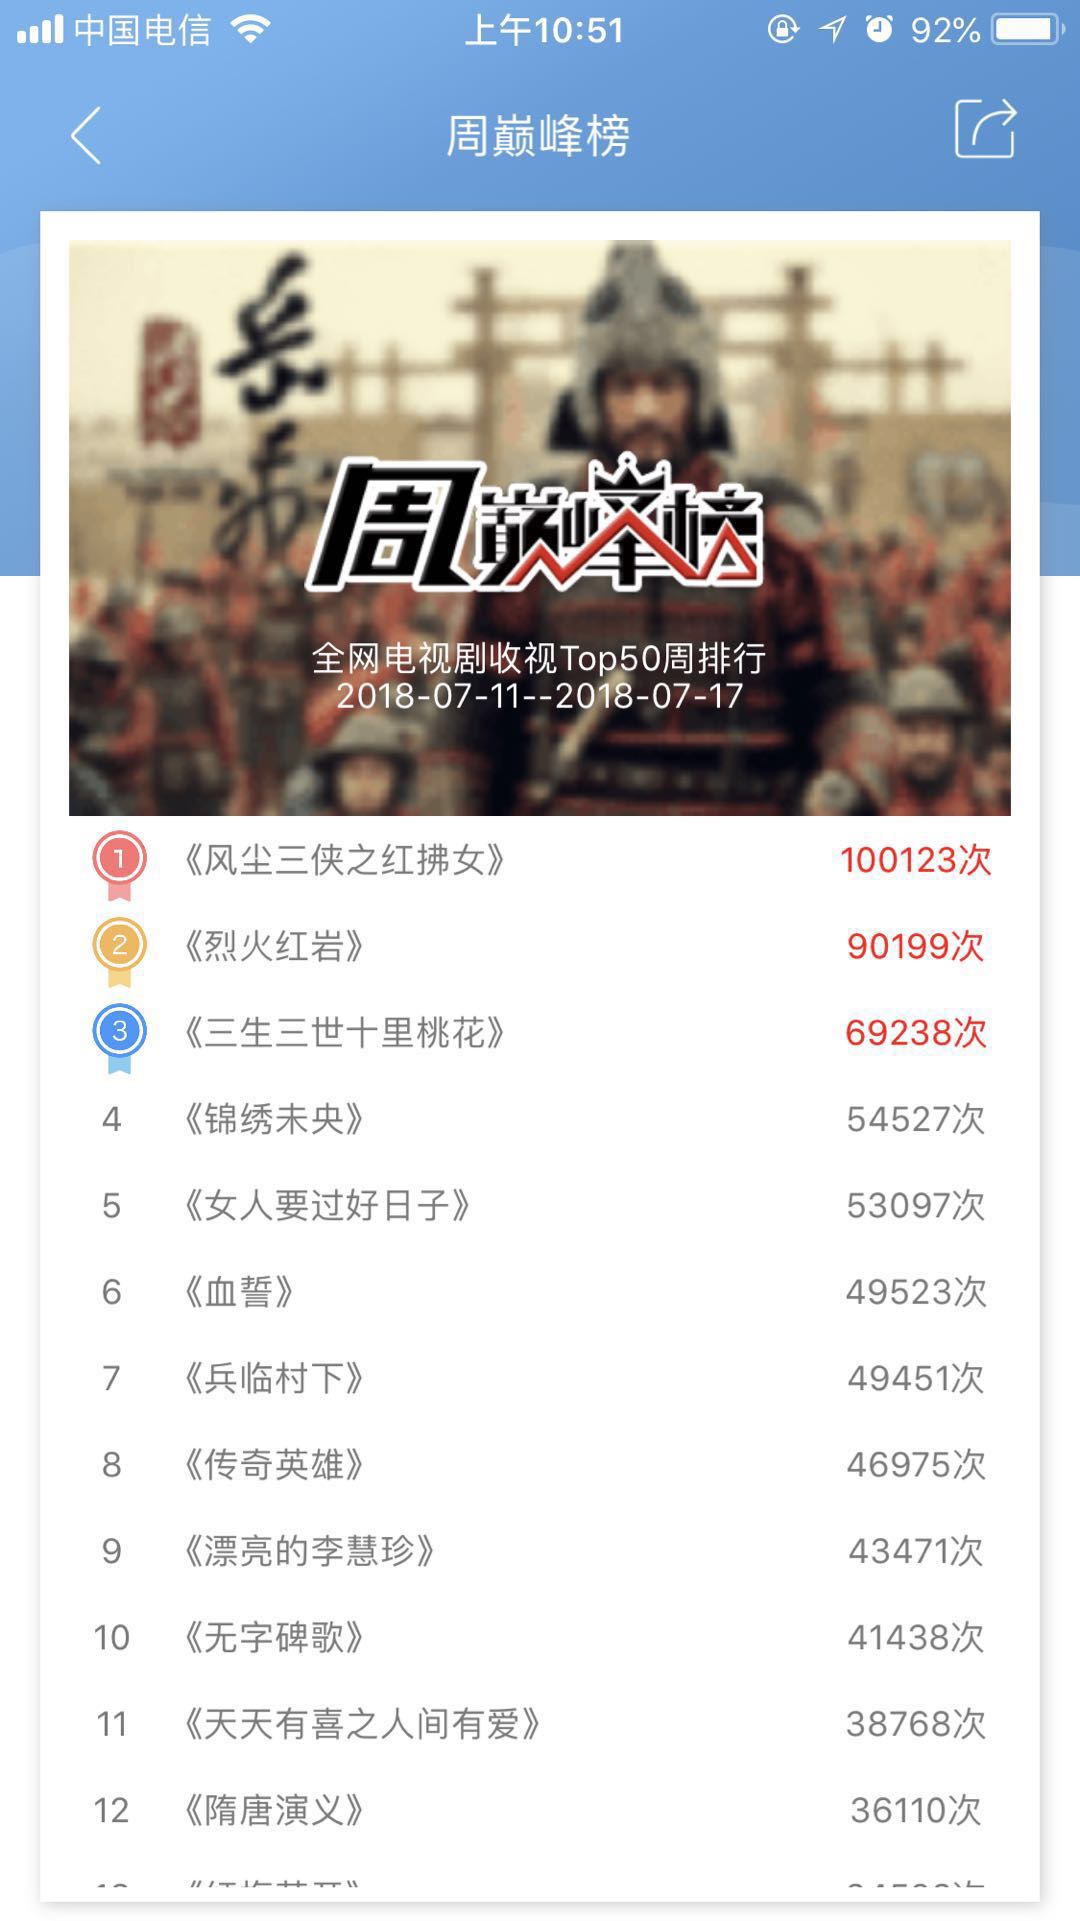 中国电信 上午10:51 92%
周巅峰榜
岳飞
周巅峰榜
全网电视剧收视Top50周排行
2018-07-11--2018-07-17
1 《风尘三侠之红拂女》 100123次
2 《烈火红岩》 90199次
3 《三生三世十里桃花》 69238次
4 《锦绣未央》 54527次
5 《女人要过好日子》 53097次
6 《血誓》 49523次
7 《兵临村下》 49451次
8 《传奇英雄》 46975次
9 《漂亮的李慧珍》 43471次
10 《无字碑歌》 41438次
11 《天天有喜之人间有爱》 38768次
12 《隋唐演义》 36110次